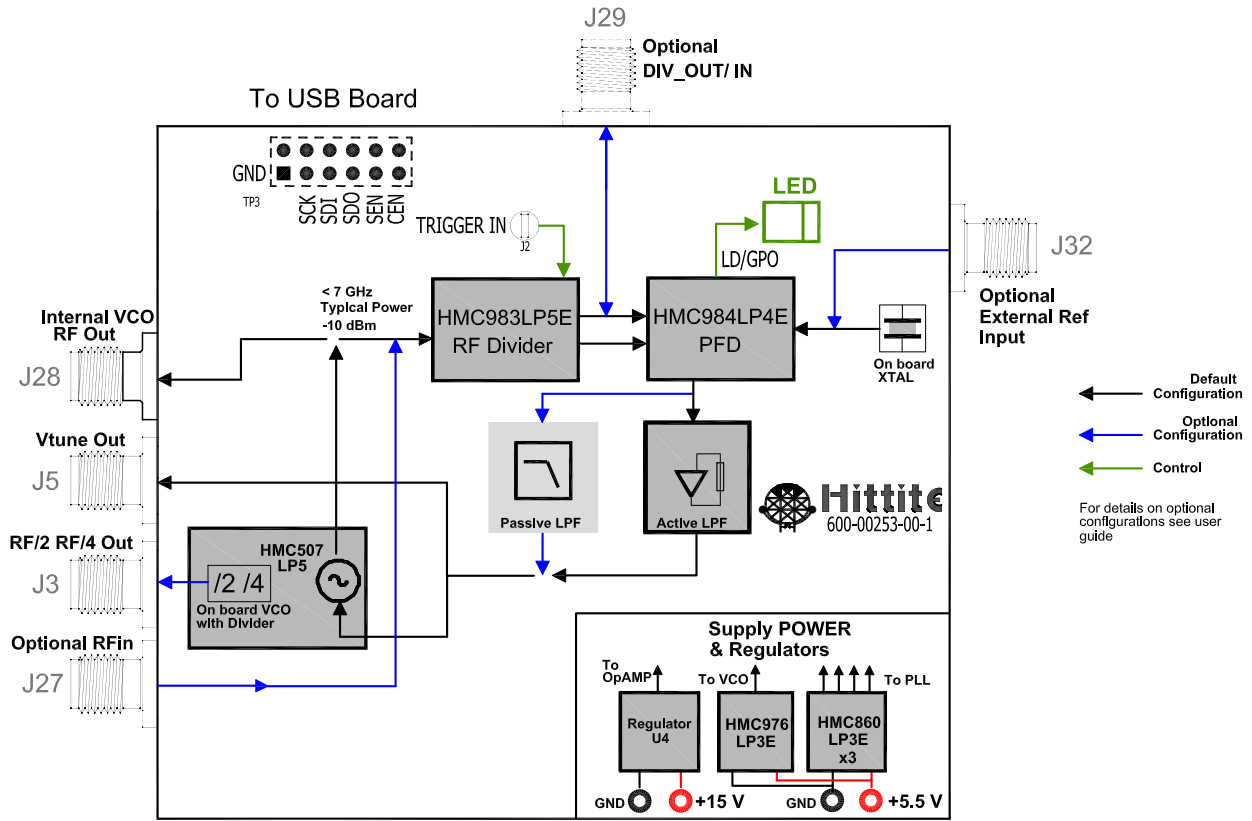 J29
Optional
DIV_OUT/ IN
To USB Board
GND
TP3
SCK
SDI
SDO
SEN
CEN
TRIGGER IN
J2
LED
LD/GPO
J32
Optional
External Ref
Input
< 7 GHz
Typical Power
-10 dBm
HMC983LP5E
RF Divider
HMC984LP4E
PFD
On board
XTAL
Internal VCO
RF Out
J28
Default
Configuration
Optional
Configuration
Control
For details on optional
configurations see user
guide
Vtune Out
J5
Passive LPF
Active LPF
Hittite
600-00253-00-1
RF/2 RF/4 Out
J3
HMC507
LP5
/2 /4
On board VCO
with Divider
Optional RFin
J27
Supply POWER
& Regulators
To
OpAMP
To VCO
To PLL
Regulator
U4
HMC976
LP3E
HMC860
LP3E
x3
GND
+15 V
GND
+5.5 V